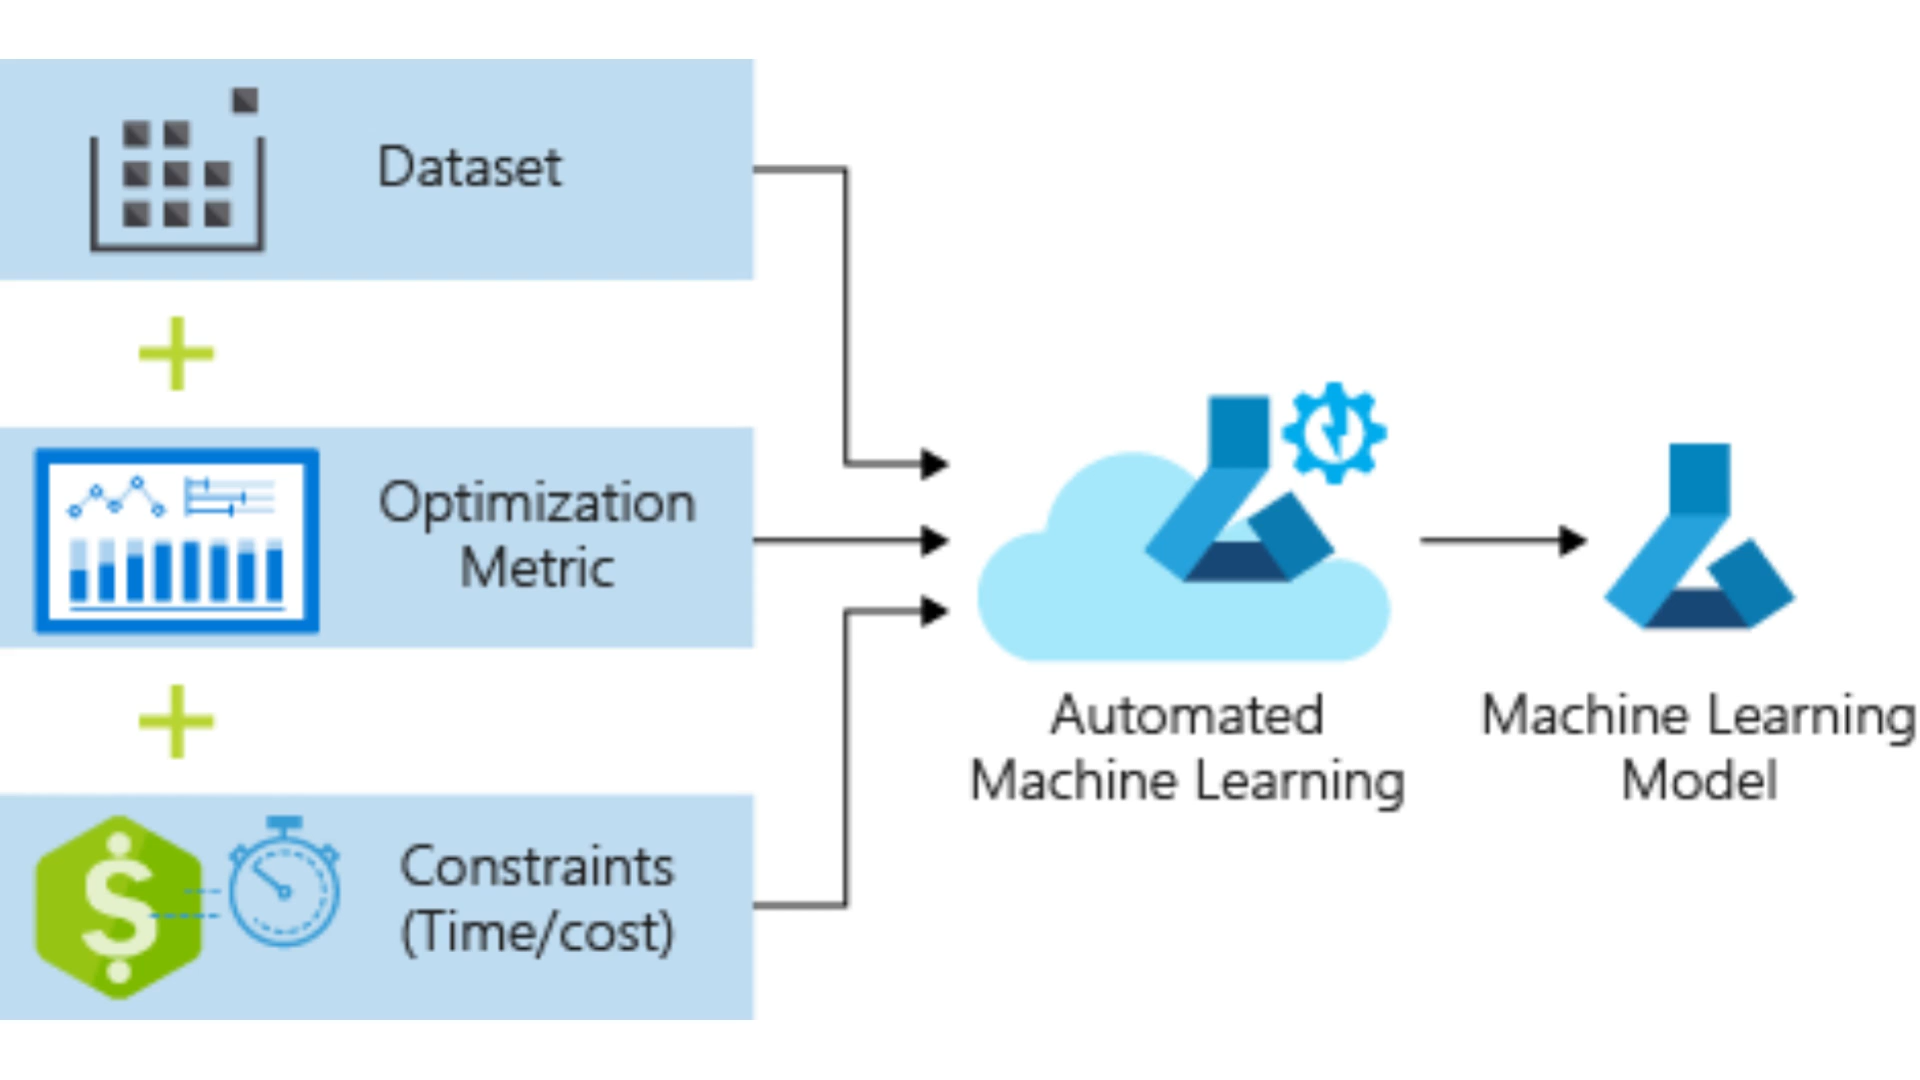 Dataset
Optimization
Metric
Constraints
(Time/cost)
Automated
Machine Learning
Machine Learning
Model